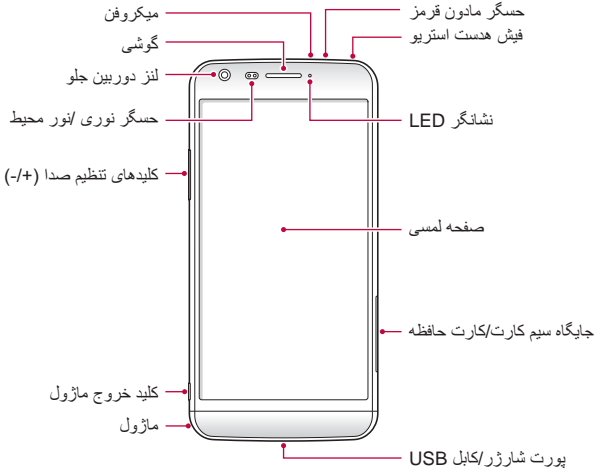 حسگر مادون قرمز
فیش هدست استریو
نشانگر LED
صفحه لمسی
جایگاه سیم کارت/کارت حافظه
پورت شارژر/کابل USB
میکروفن
گوشی
لنز دوربین جلو
حسگر نوری /نور محیط
کلیدهای تنظیم صدا (+/-)
کلید خروج ماژول
ماژول